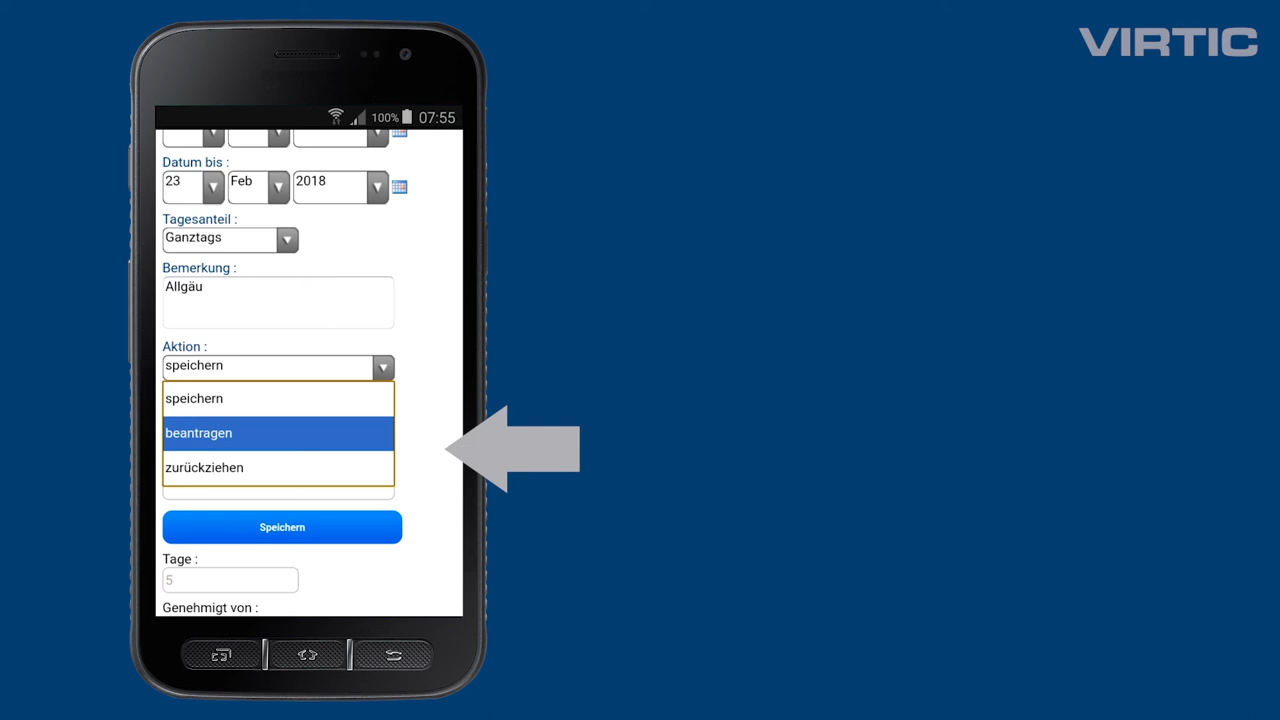 VIRTIC
100% 07:55
Datum bis :
23 Feb 2018
Tagesanteil :
Ganztags
Bemerkung :
Allgäu
Aktion :
speichern
speichern
beantragen
zurückziehen
Speichern
Tage :
5
Genehmigt von :